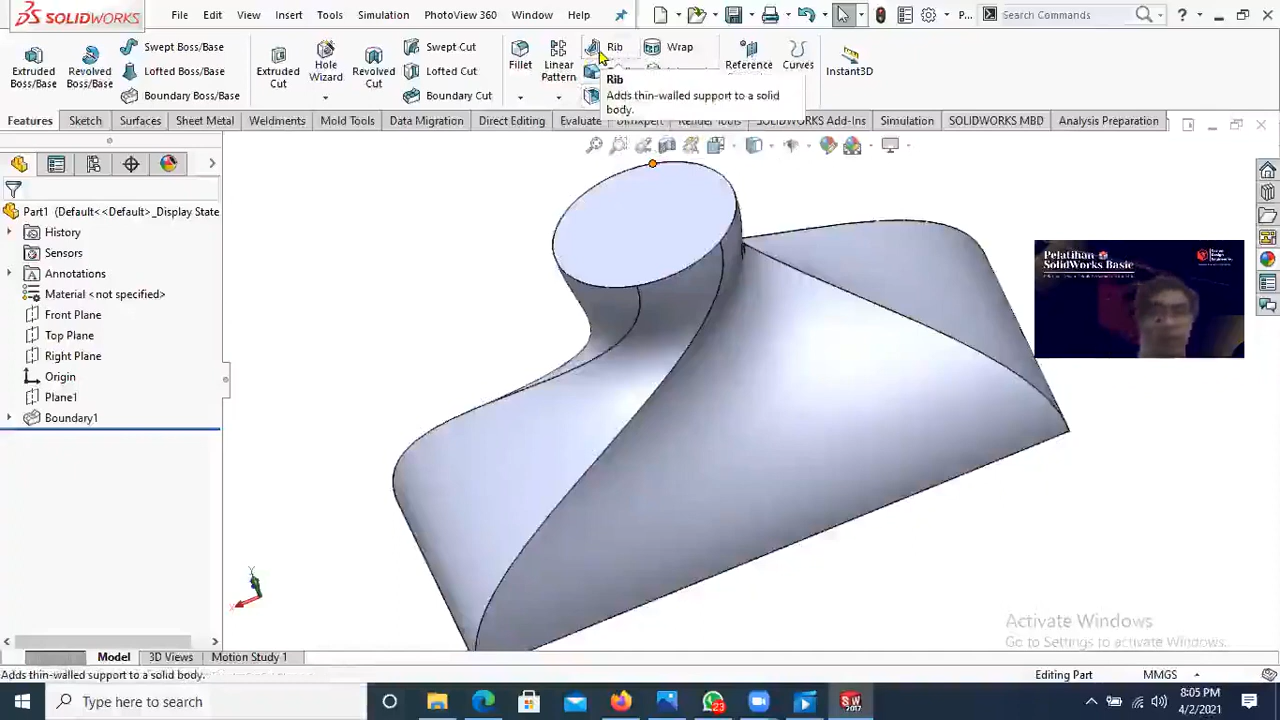 SOLIDWORKS
File
Edit
View
Insert
Tools
Simulation
PhotoView 360
Window
Help
P...
Search Commands
Extruded
Boss/Base
Revolved
Boss/Base
Swept Boss/Base
Lofted Boss/Base
Boundary Boss/Base
Extruded
Cut
Hole
Wizard
Revolved
Cut
Swept Cut
Lofted Cut
Boundary Cut
Fillet
Linear
Pattern
Rib
Wrap
Reference
Curves
Instant3D
Rib
Adds thin-walled support to a solid
body.
Features
Sketch
Surfaces
Sheet Metal
Weldments
Mold Tools
Data Migration
Direct Editing
Evaluate
DimXpert
Render Tools
SOLIDWORKS Add-Ins
Simulation
SOLIDWORKS MBD
Analysis Preparation
Part1 (Default<<Default>_Display State
History
Sensors
Annotations
Material <not specified>
Front Plane
Top Plane
Right Plane
Origin
Plane1
Boundary1
Pelatihan
SolidWorks Basic
Y
X
Activate Windows
Go to Settings to activate Windows.
Model
3D Views
Motion Study 1
Adds thin-walled support to a solid body.
Editing Part
MMGS
Type here to search
23
SW
2017
8:05 PM
4/2/2021